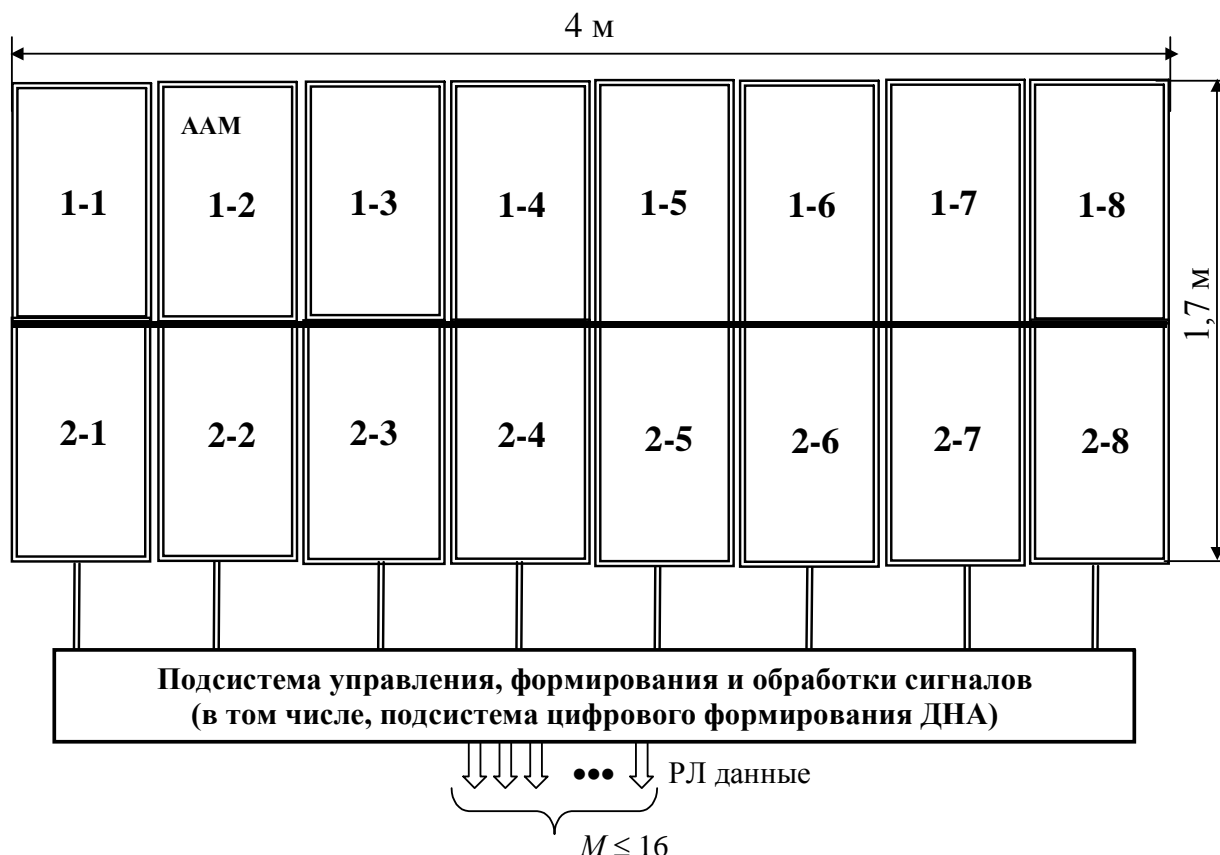 4 м
ААМ
1-1 1-2 1-3 1-4 1-5 1-6 1-7 1-8
1,7 м
2-1 2-2 2-3 2-4 2-5 2-6 2-7 2-8
Подсистема управления, формирования и обработки сигналов
(в том числе, подсистема цифрового формирования ДНА)
••• РЛ данные
M ≤ 16